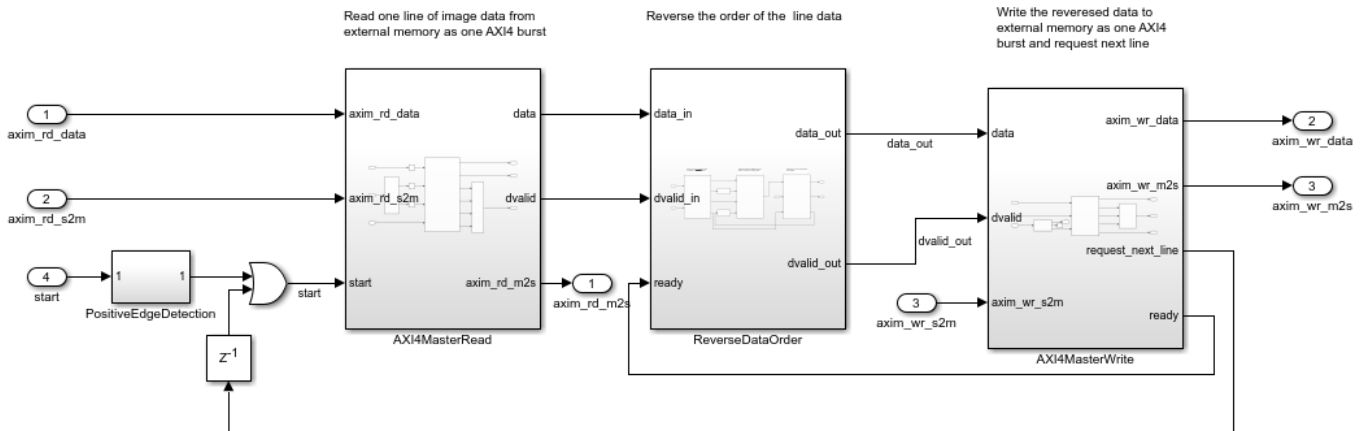 Read one line of image data from
external memory as one AXI4 burst
Reverse the order of the line data
Write the reveresed data to
external memory as one AXI4
burst and request next line
1
axim_rd_data
2
axim_rd_s2m
4
start
1
1
PositiveEdgeDetection
start
Z-1
axim_rd_data
axim_rd_s2m
start
data
dvalid
axim_rd_m2s
AXI4MasterRead
1
axim_rd_m2s
data_in
dvalid_in
ready
data_out
dvalid_out
ReverseDataOrder
data_out
dvalid_out
3
axim_wr_s2m
data
dvalid
axim_wr_s2m
axim_wr_data
axim_wr_m2s
request_next_line
ready
AXI4MasterWrite
2
axim_wr_data
3
axim_wr_m2s